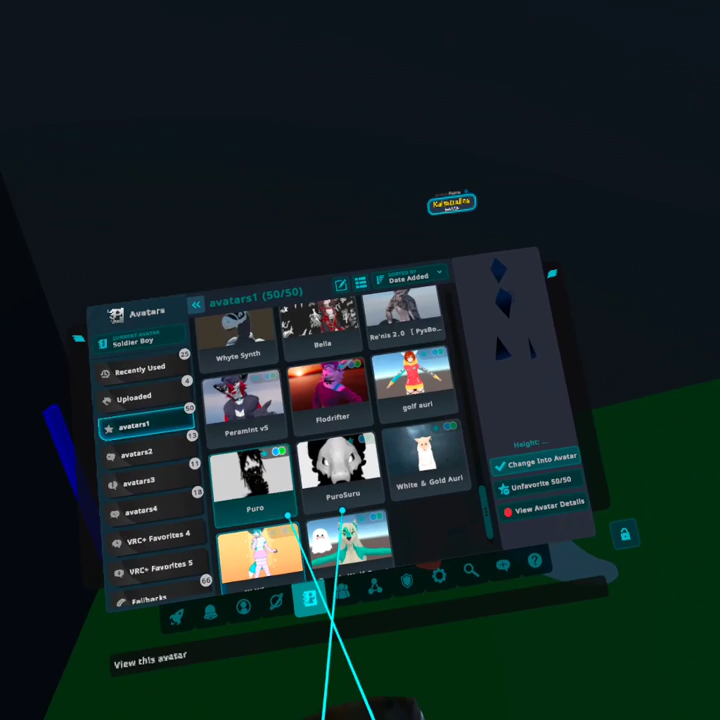 Avatars
CURRENT AVATAR
Soldier Boy
Recently Used
25
Uploaded
4
avatars1
50
avatars2
13
avatars3
11
avatars4
18
VRC+ Favorites 4
VRC+ Favorites 5
Fallbacks
66
avatars1 (50/50)
SORTED BY
Date Added
Whyte Synth
Bella
Re'nis 2.0 [PysBo...
Peramint v5
Flodrifter
golf auri
Puro
PuroSuru
White & Gold Auri
Height: ...
Change Into Avatar
Unfavorite 50/50
View Avatar Details
View this avatar